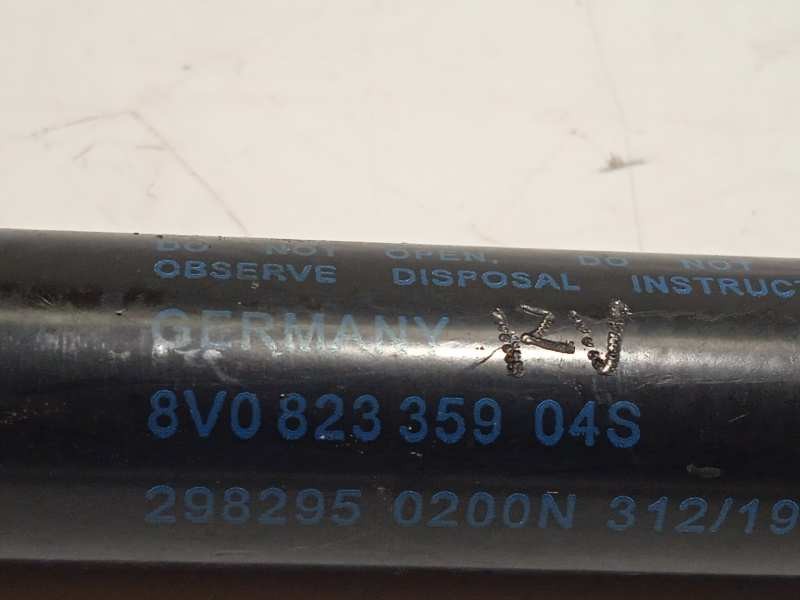 DO NOT OPEN. DO NOT
OBSERVE DISPOSAL INSTRUCT
GERMANY
8V0 823 359 04S
298295 0200N 312/19